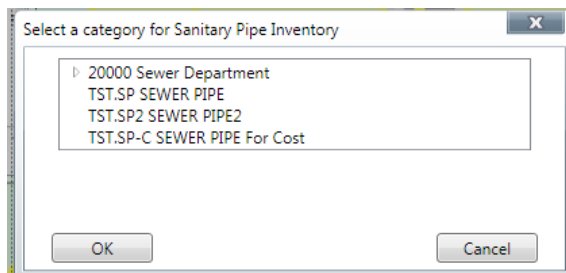 Select a category for Sanitary Pipe Inventory
20000 Sewer Department
TST.SP SEWER PIPE
TST.SP2 SEWER PIPE2
TST.SP-C SEWER PIPE For Cost
OK Cancel